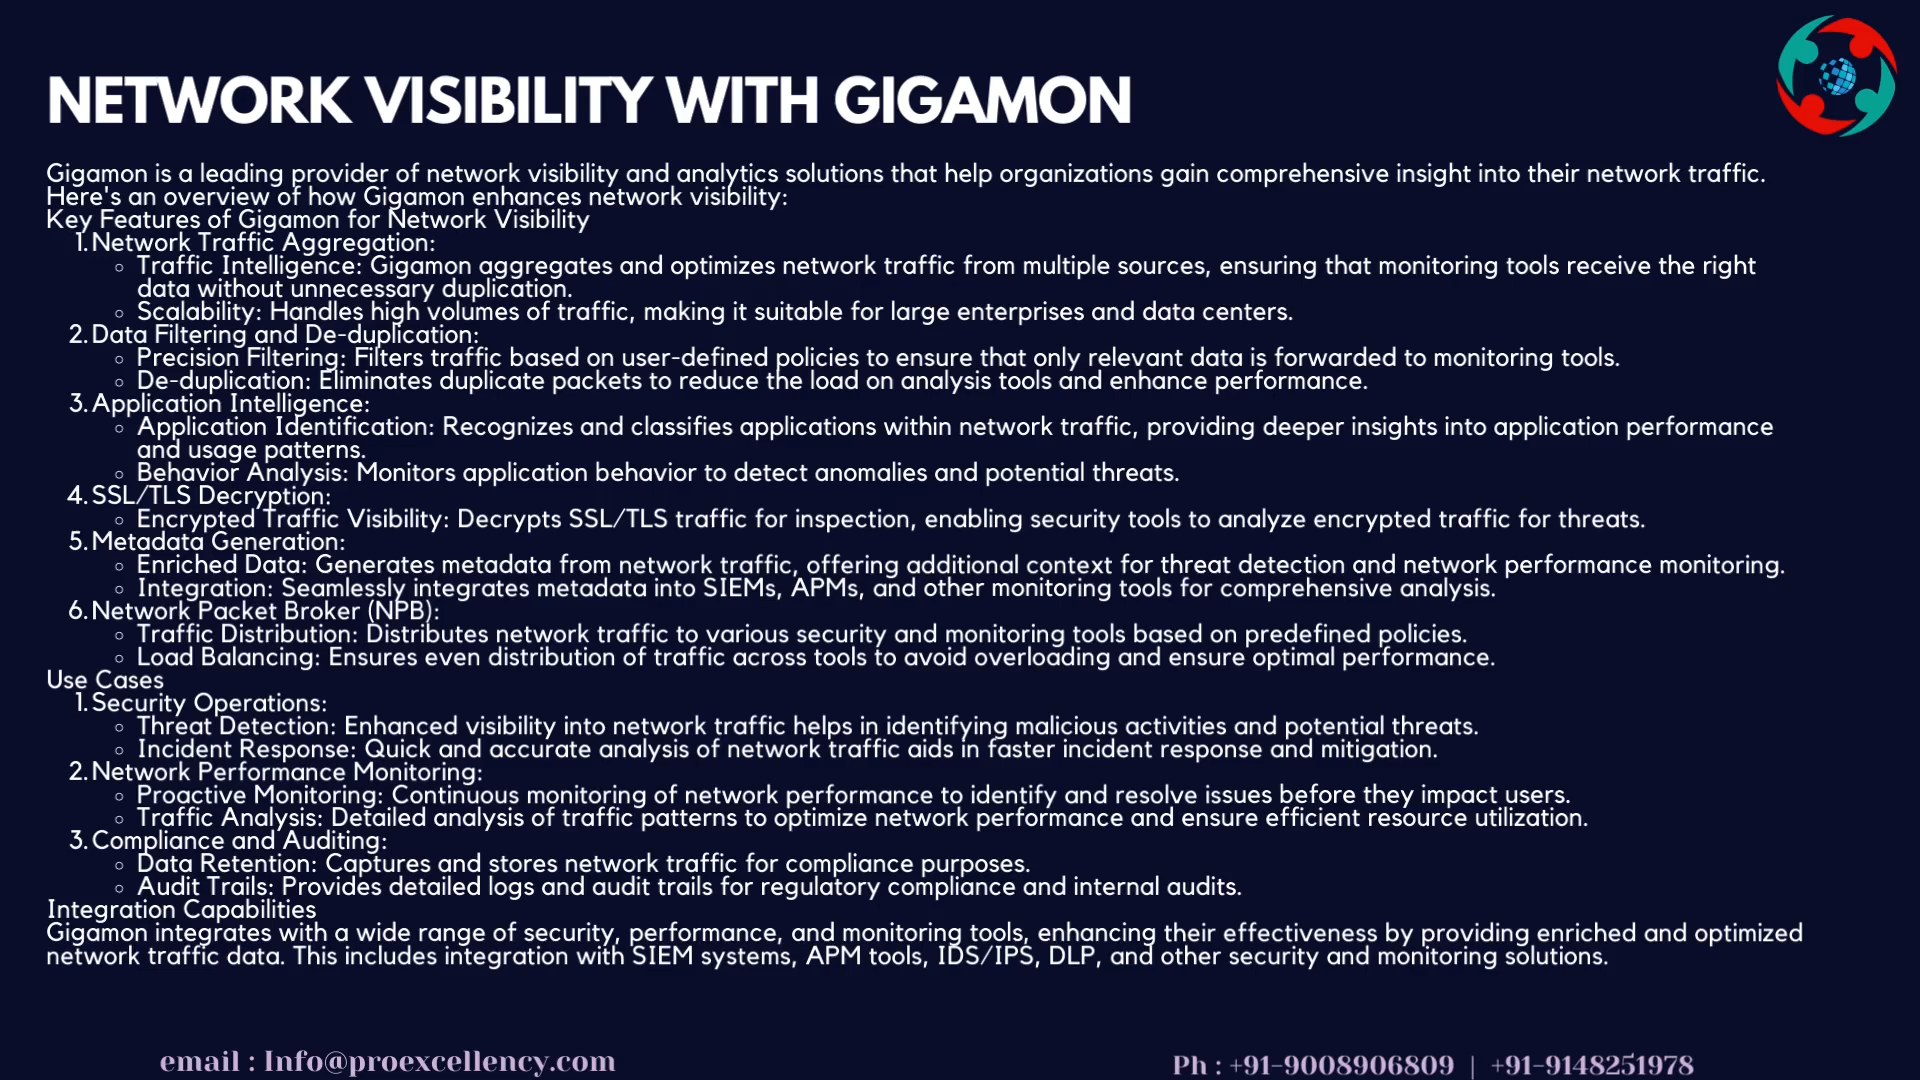 NETWORK VISIBILITY WITH GIGAMON
Gigamon is a leading provider of network visibility and analytics solutions that help organizations gain comprehensive insight into their network traffic.
Here's an overview of how Gigamon enhances network visibility:
Key Features of Gigamon for Network Visibility
1. Network Traffic Aggregation:
◦ Traffic Intelligence: Gigamon aggregates and optimizes network traffic from multiple sources, ensuring that monitoring tools receive the right
data without unnecessary duplication.
◦ Scalability: Handles high volumes of traffic, making it suitable for large enterprises and data centers.
2. Data Filtering and De-duplication:
◦ Precision Filtering: Filters traffic based on user-defined policies to ensure that only relevant data is forwarded to monitoring tools.
◦ De-duplication: Eliminates duplicate packets to reduce the load on analysis tools and enhance performance.
3. Application Intelligence:
◦ Application Identification: Recognizes and classifies applications within network traffic, providing deeper insights into application performance
and usage patterns.
◦ Behavior Analysis: Monitors application behavior to detect anomalies and potential threats.
4. SSL/TLS Decryption:
◦ Encrypted Traffic Visibility: Decrypts SSL/TLS traffic for inspection, enabling security tools to analyze encrypted traffic for threats.
5. Metadata Generation:
◦ Enriched Data: Generates metadata from network traffic, offering additional context for threat detection and network performance monitoring.
◦ Integration: Seamlessly integrates metadata into SIEMs, APMs, and other monitoring tools for comprehensive analysis.
6. Network Packet Broker (NPB):
◦ Traffic Distribution: Distributes network traffic to various security and monitoring tools based on predefined policies.
◦ Load Balancing: Ensures even distribution of traffic across tools to avoid overloading and ensure optimal performance.
Use Cases
1. Security Operations:
◦ Threat Detection: Enhanced visibility into network traffic helps in identifying malicious activities and potential threats.
◦ Incident Response: Quick and accurate analysis of network traffic aids in faster incident response and mitigation.
2. Network Performance Monitoring:
◦ Proactive Monitoring: Continuous monitoring of network performance to identify and resolve issues before they impact users.
◦ Traffic Analysis: Detailed analysis of traffic patterns to optimize network performance and ensure efficient resource utilization.
3. Compliance and Auditing:
◦ Data Retention: Captures and stores network traffic for compliance purposes.
◦ Audit Trails: Provides detailed logs and audit trails for regulatory compliance and internal audits.
Integration Capabilities
Gigamon integrates with a wide range of security, performance, and monitoring tools, enhancing their effectiveness by providing enriched and optimized
network traffic data. This includes integration with SIEM systems, APM tools, IDS/IPS, DLP, and other security and monitoring solutions.
email : Info@proexcellency.com
Ph : +91-9008906809 | +91-9148251978